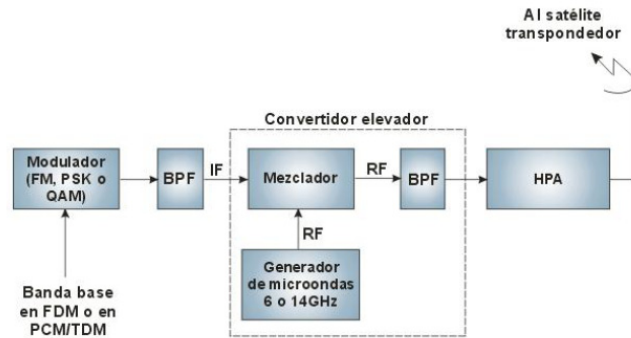 Al satélite
transpondedor
Convertidor elevador
Modulador
(FM, PSK o
QAM)
BPF
IF
Mezclador
RF
BPF
HPA
RF
Generador
de microondas
6 o 14GHz
Banda base
en FDM o en
PCM/TDM